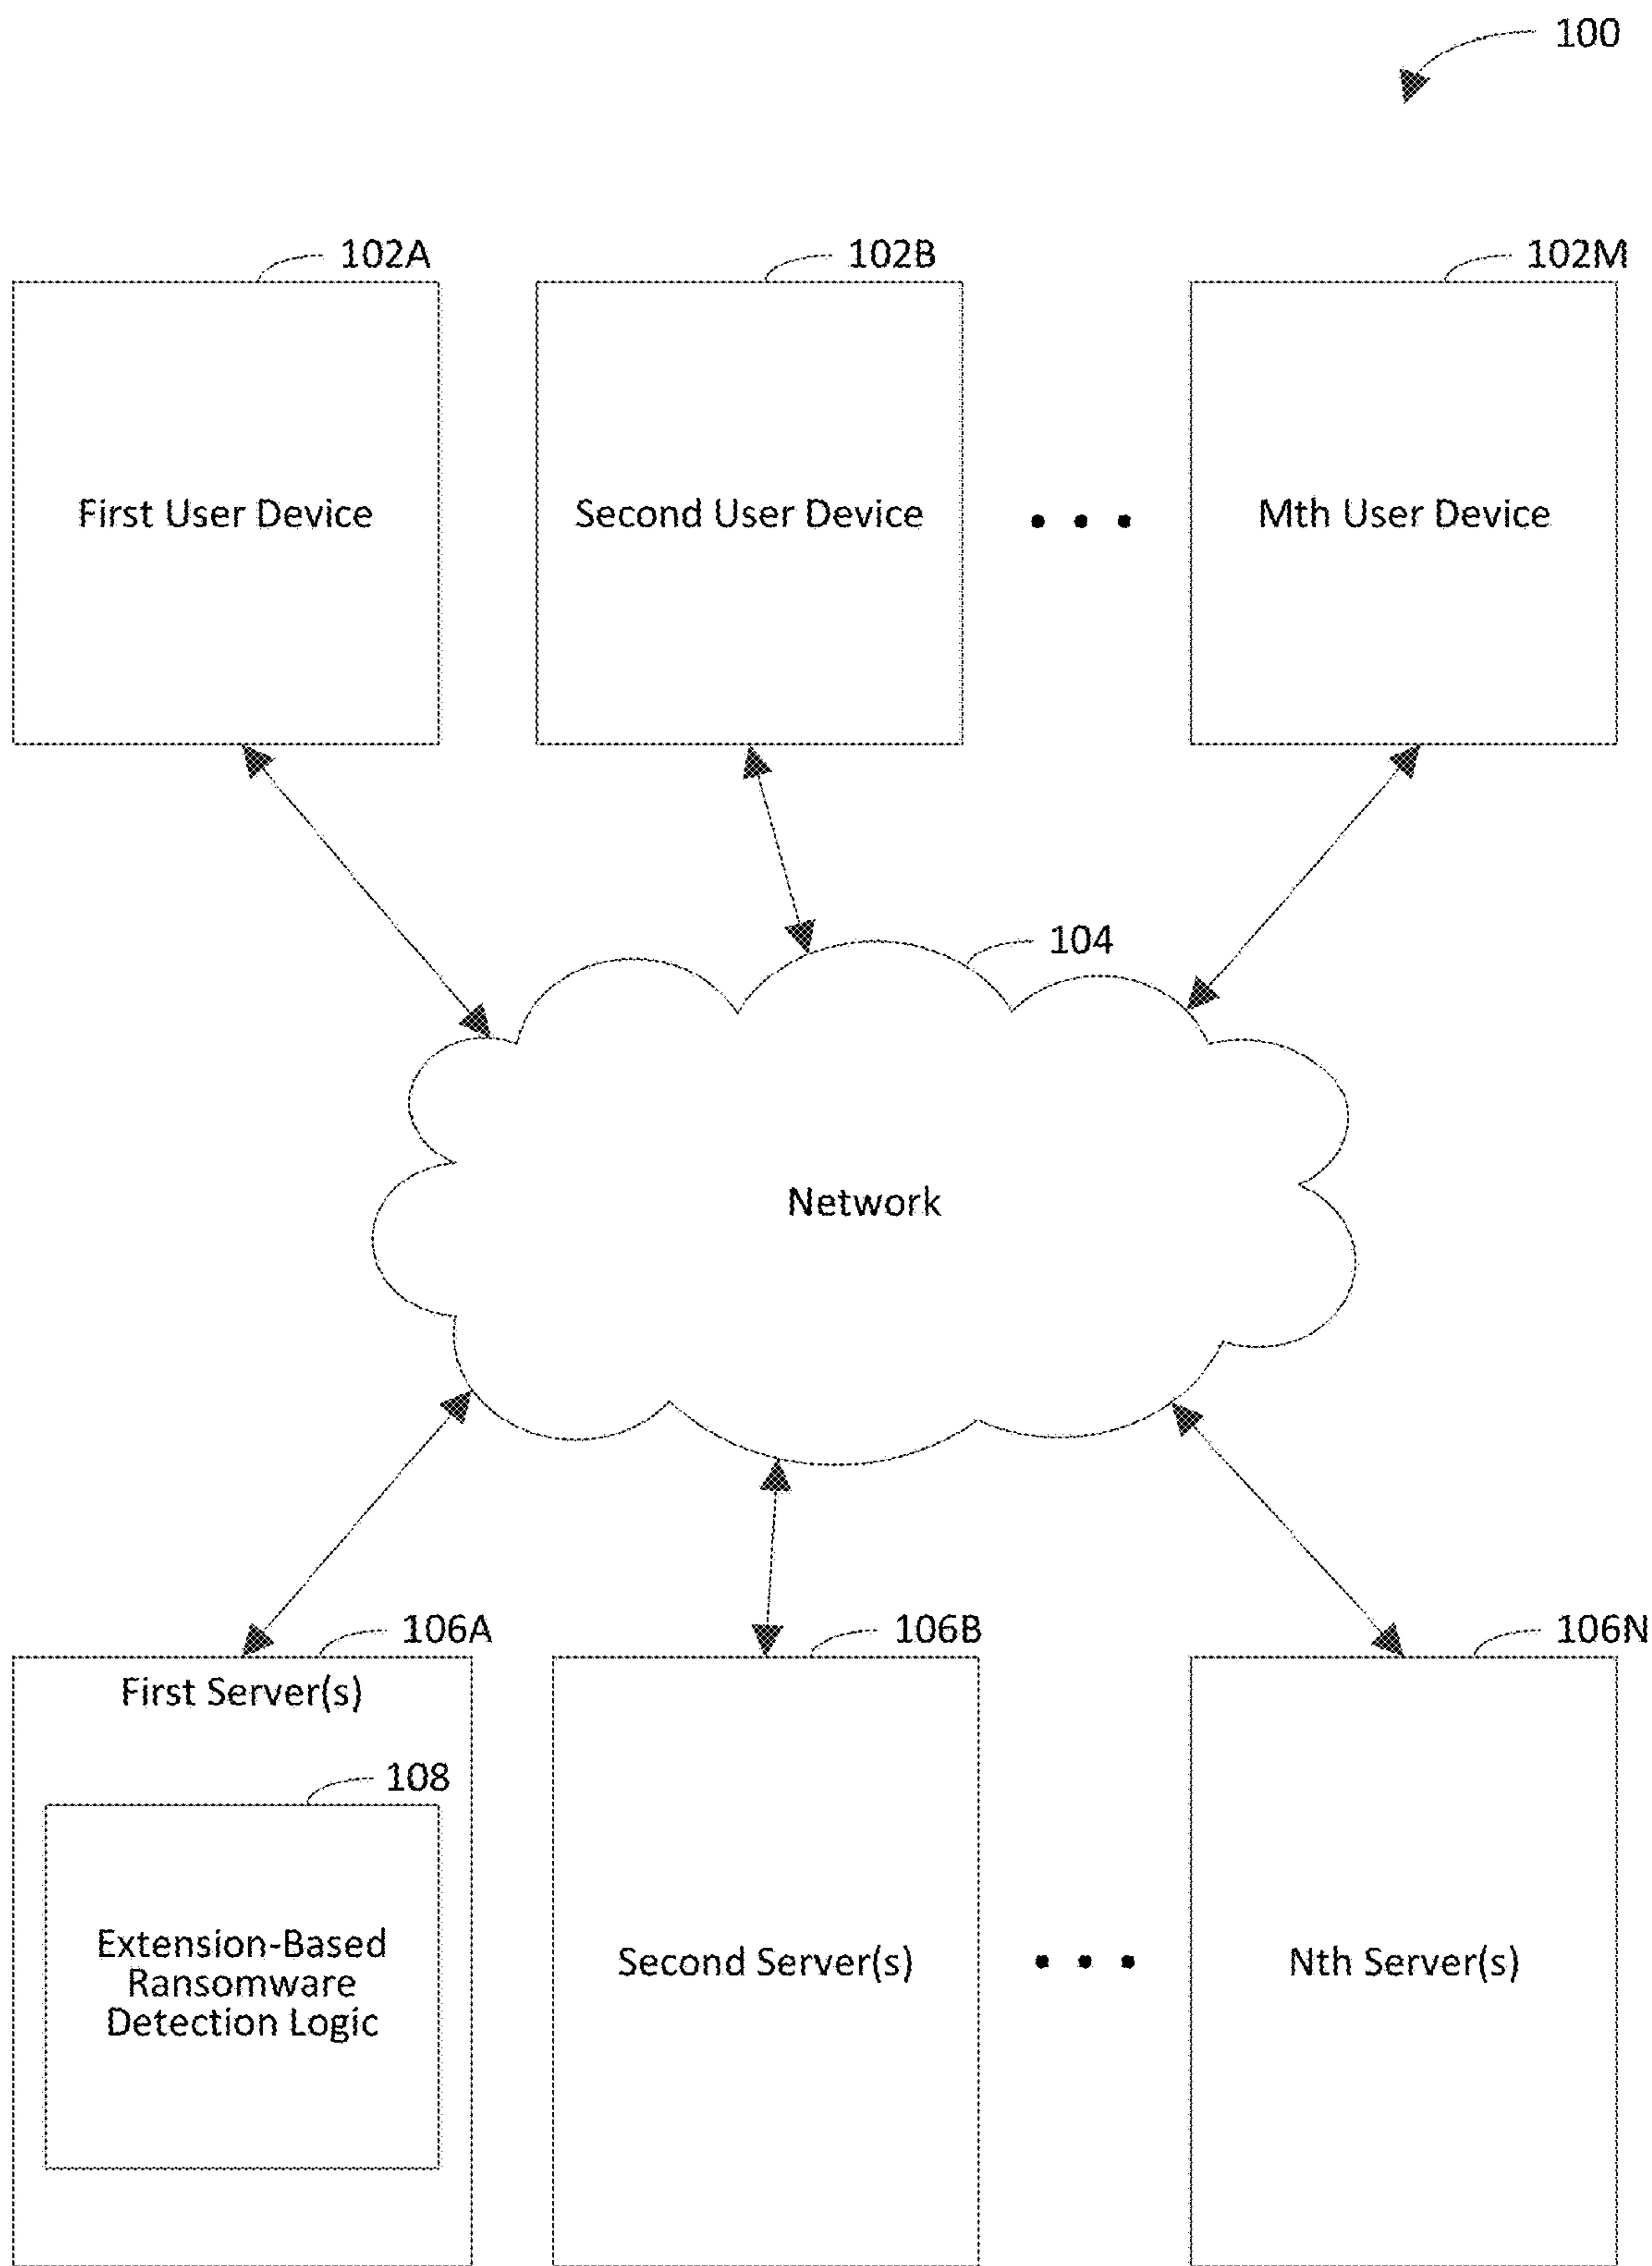 100
102A
102B
102M
First User Device
Second User Device
• • •
Mth User Device
104
Network
106A
106B
106N
First Server(s)
108
Extension-Based
Ransomware
Detection Logic
Second Server(s)
• • •
Nth Server(s)